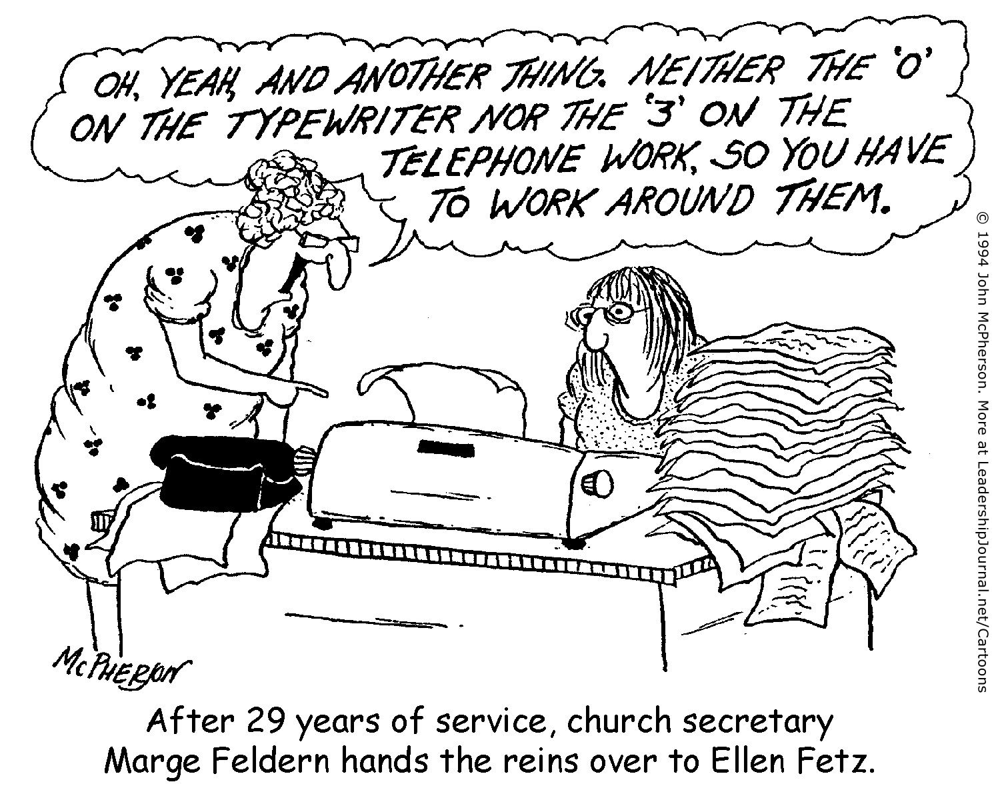 OH, YEAH, AND ANOTHER THING. NEITHER THE 'O'
ON THE TYPEWRITER NOR THE '3' ON THE
TELEPHONE WORK, SO YOU HAVE
TO WORK AROUND THEM.
© 1994 John McPherson. More at LeadershipJournal.net/Cartoons
McPHERSON
After 29 years of service, church secretary
Marge Feldern hands the reins over to Ellen Fetz.